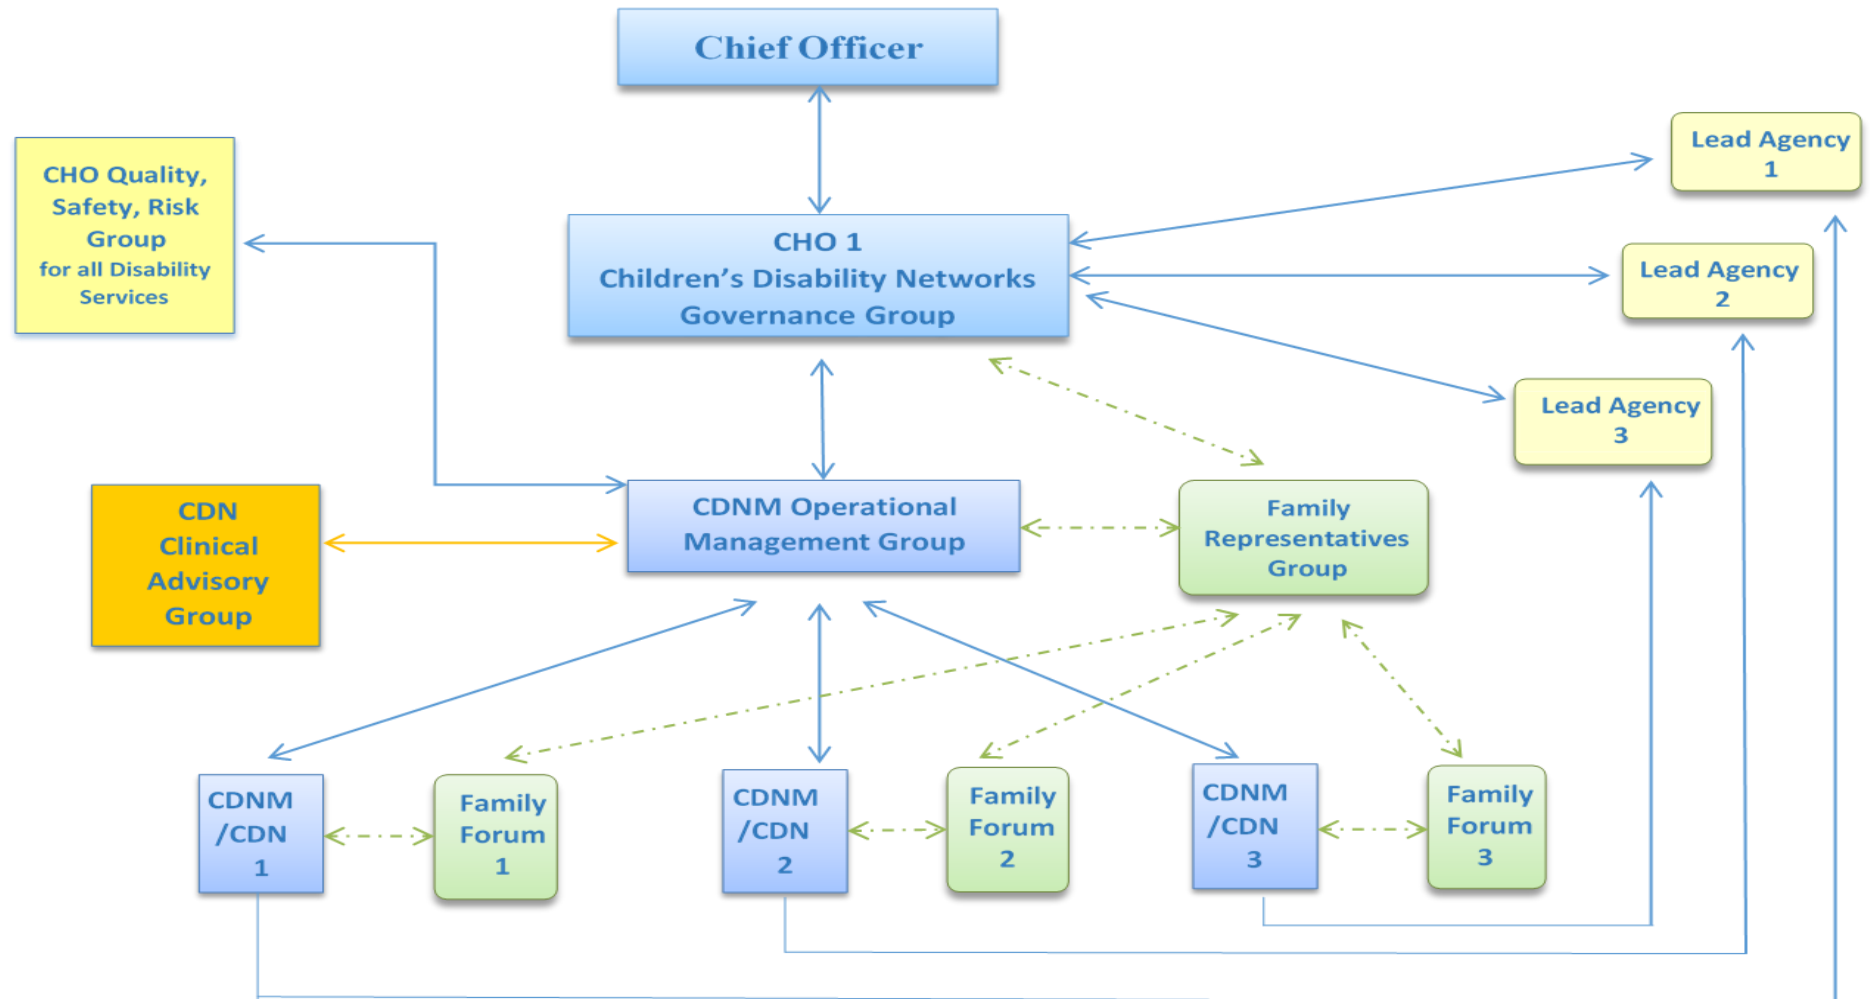 Chief Officer
CHO Quality,
Safety, Risk
Group
for all Disability
Services
CHO 1
Children’s Disability Networks
Governance Group
Lead Agency
1
Lead Agency
2
Lead Agency
3
CDN
Clinical
Advisory
Group
CDNM Operational
Management Group
Family
Representatives
Group
CDNM
/CDN
1
Family
Forum
1
CDNM
/CDN
2
Family
Forum
2
CDNM
/CDN
3
Family
Forum
3